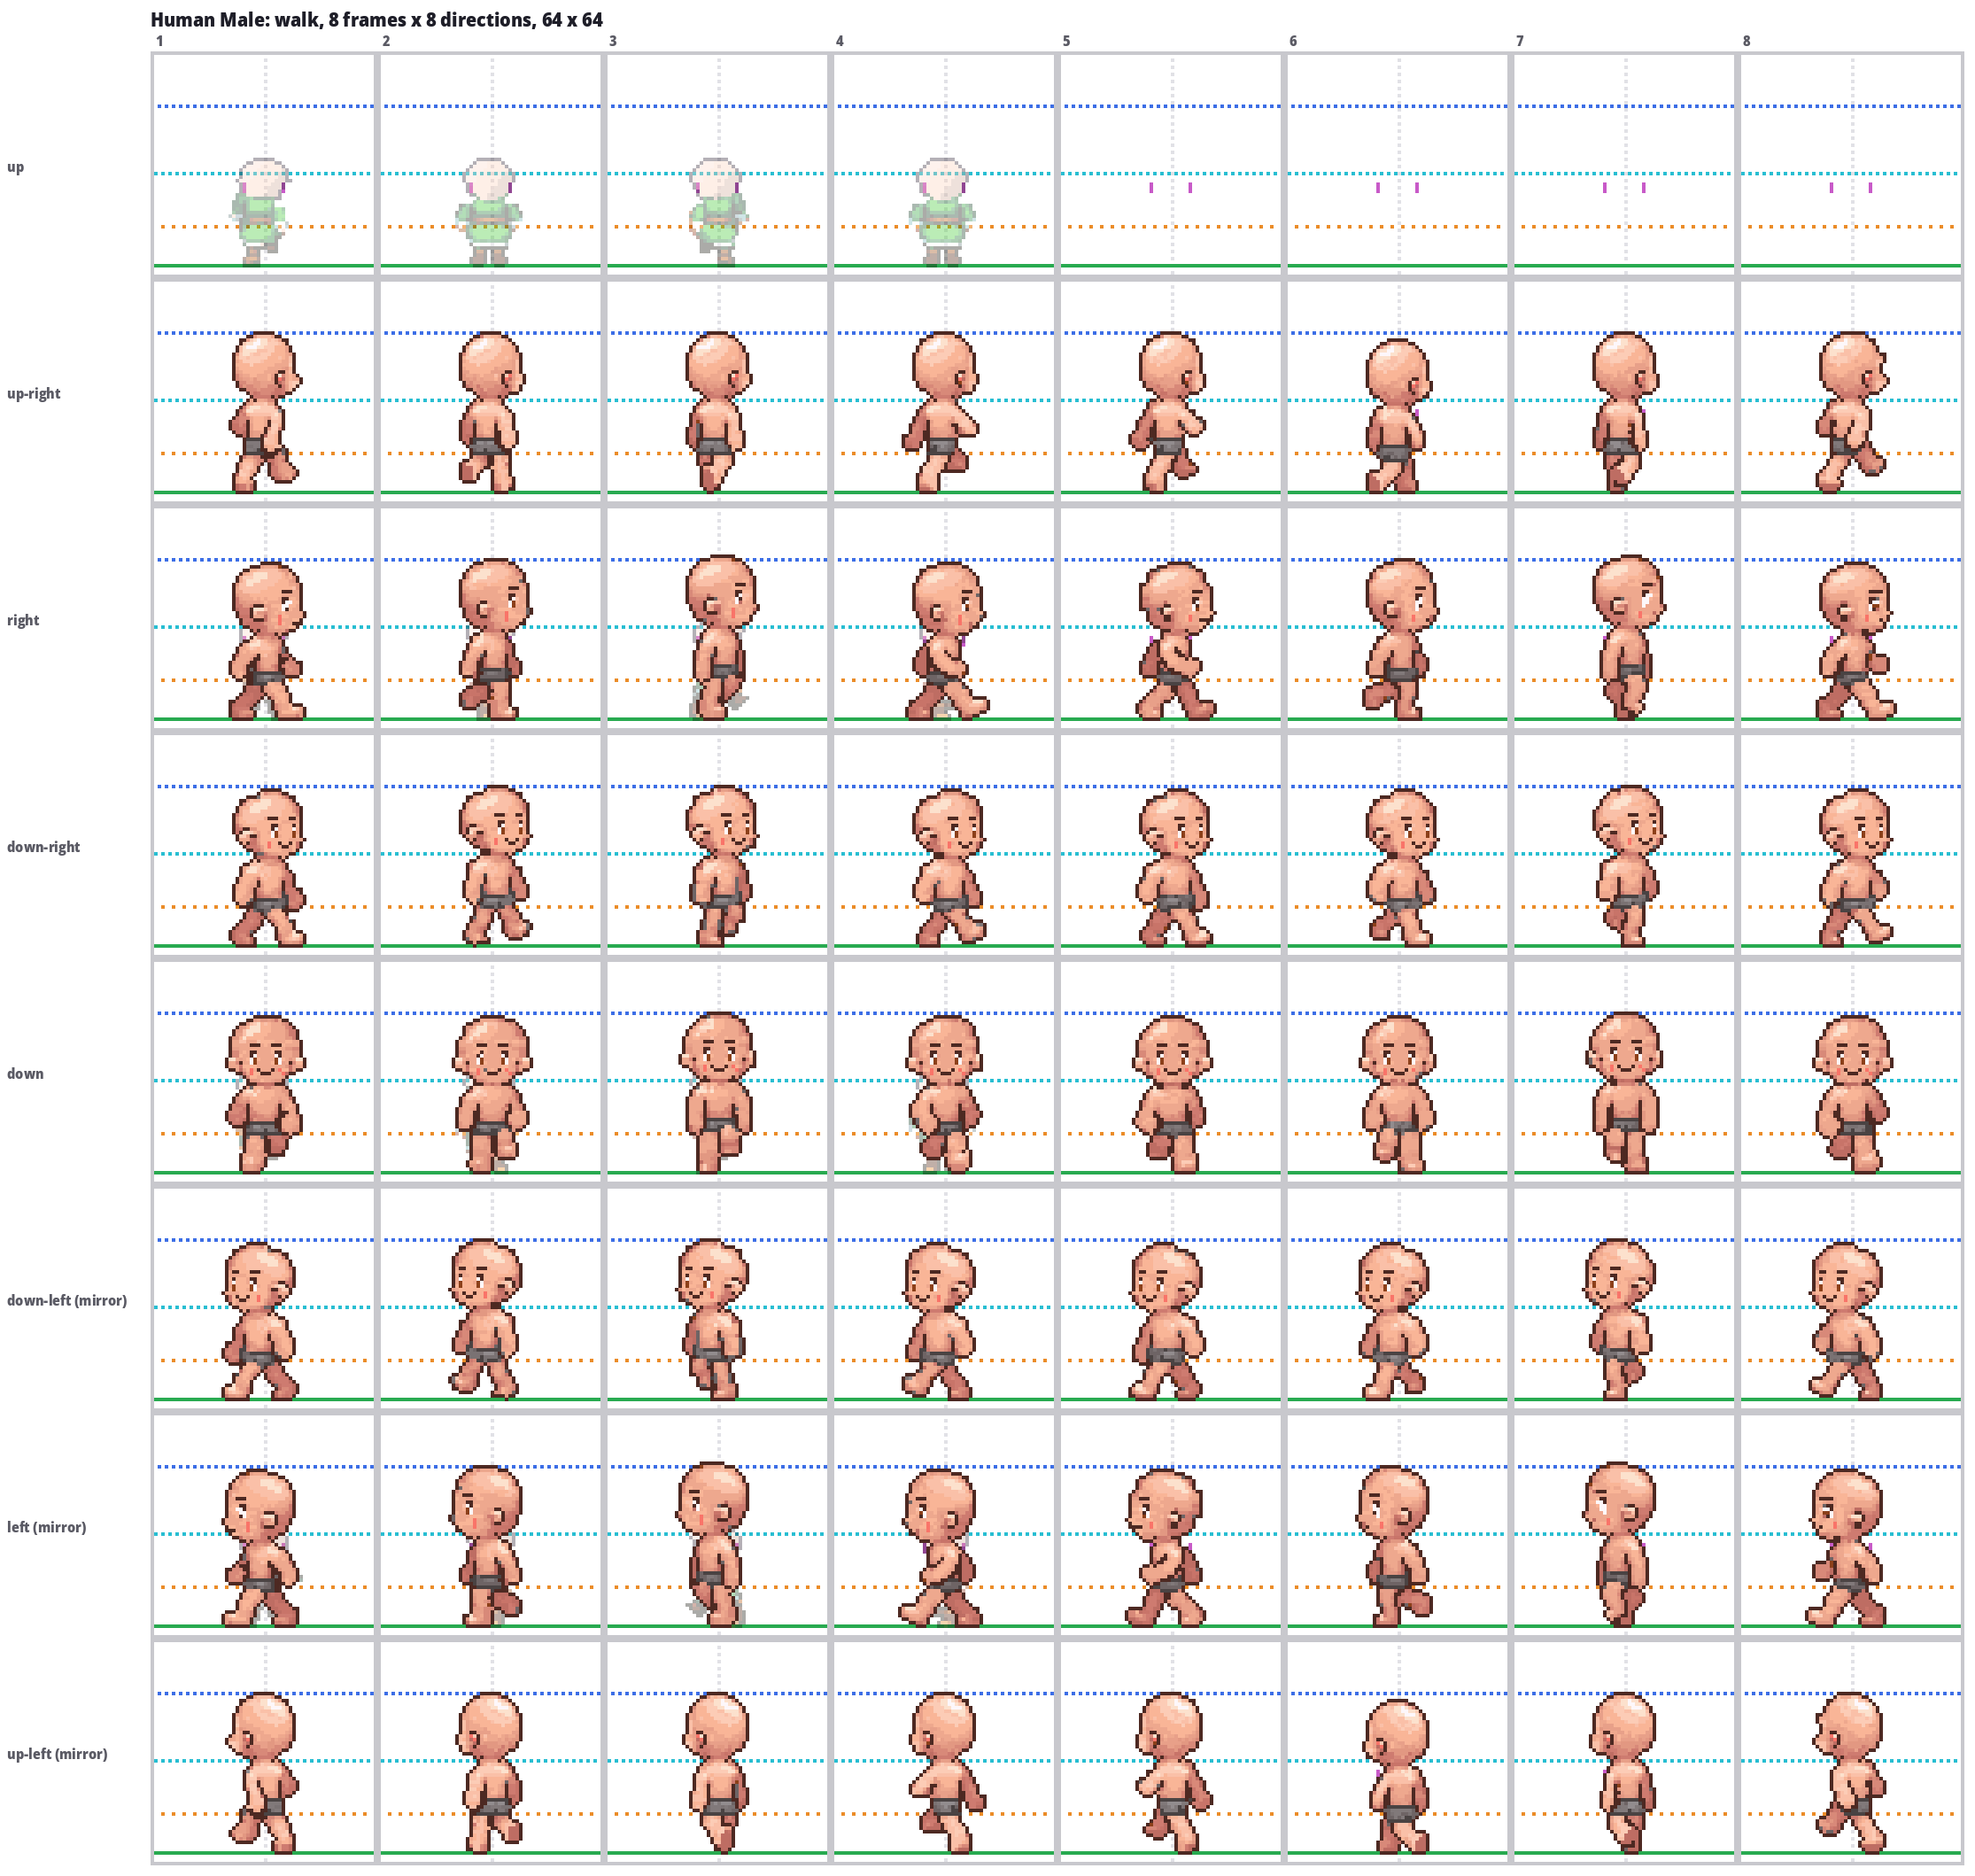 Human Male: walk, 8 frames x 8 directions, 64 x 64
1 2 3 4 5 6 7 8
up
up-right
right
down-right
down
down-left (mirror)
left (mirror)
up-left (mirror)